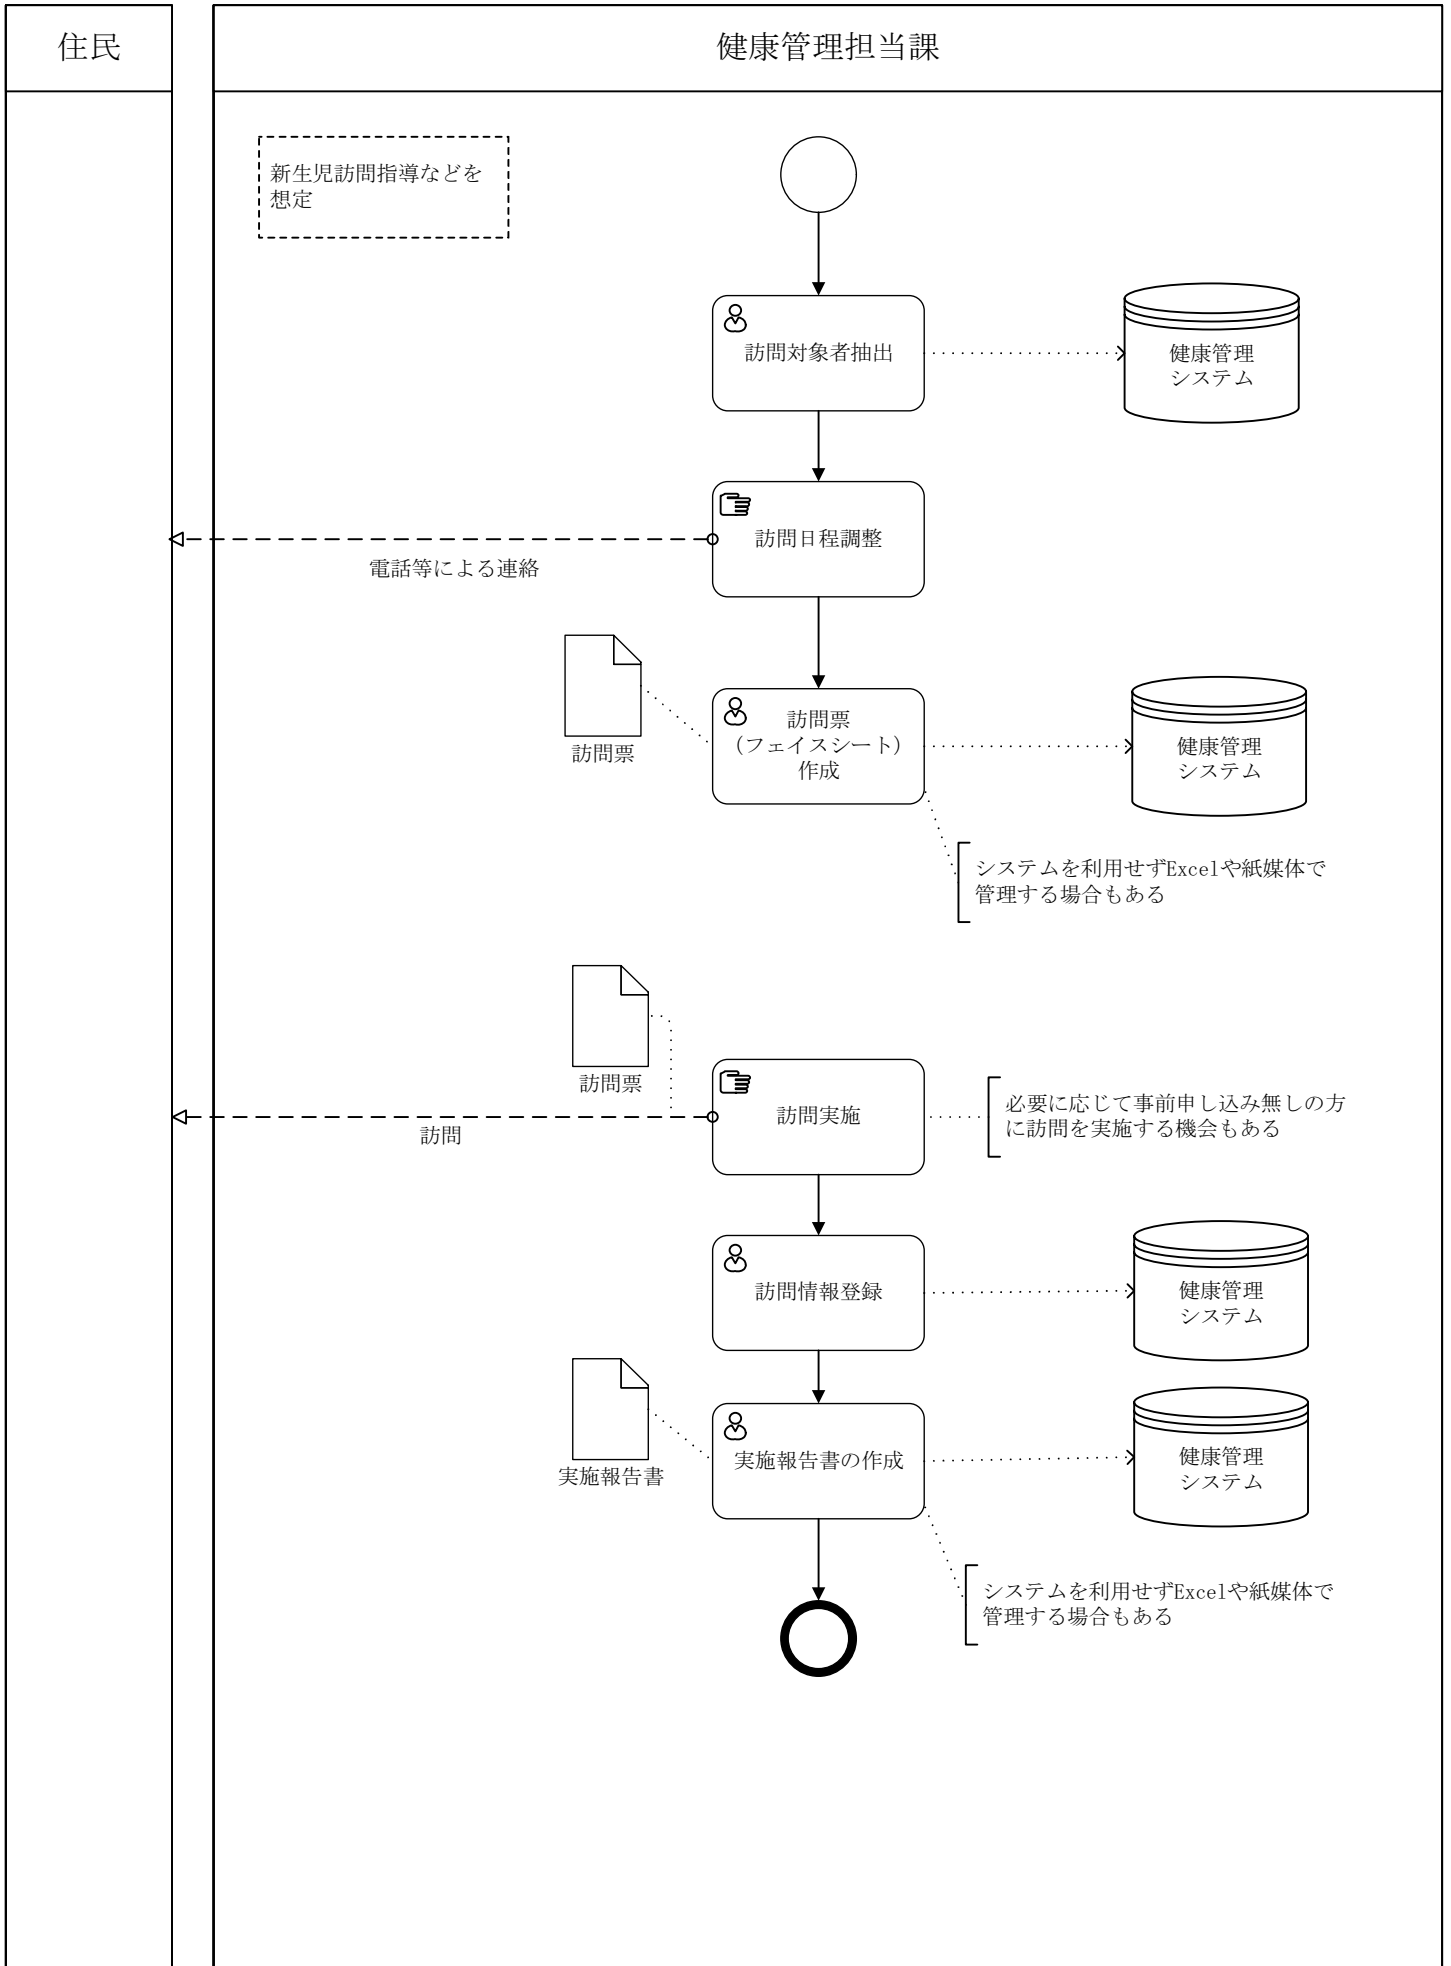 住民
健康管理担当課
新生児訪問指導などを
想定
訪問対象者抽出
健康管理
システム
訪問日程調整
電話等による連絡
訪問票
訪問票
（フェイスシート）
作成
健康管理
システム
システムを利用せずExcelや紙媒体で
管理する場合もある
訪問票
訪問
訪問実施
必要に応じて事前申し込み無しの方
に訪問を実施する機会もある
訪問情報登録
健康管理
システム
実施報告書
実施報告書の作成
健康管理
システム
システムを利用せずExcelや紙媒体で
管理する場合もある